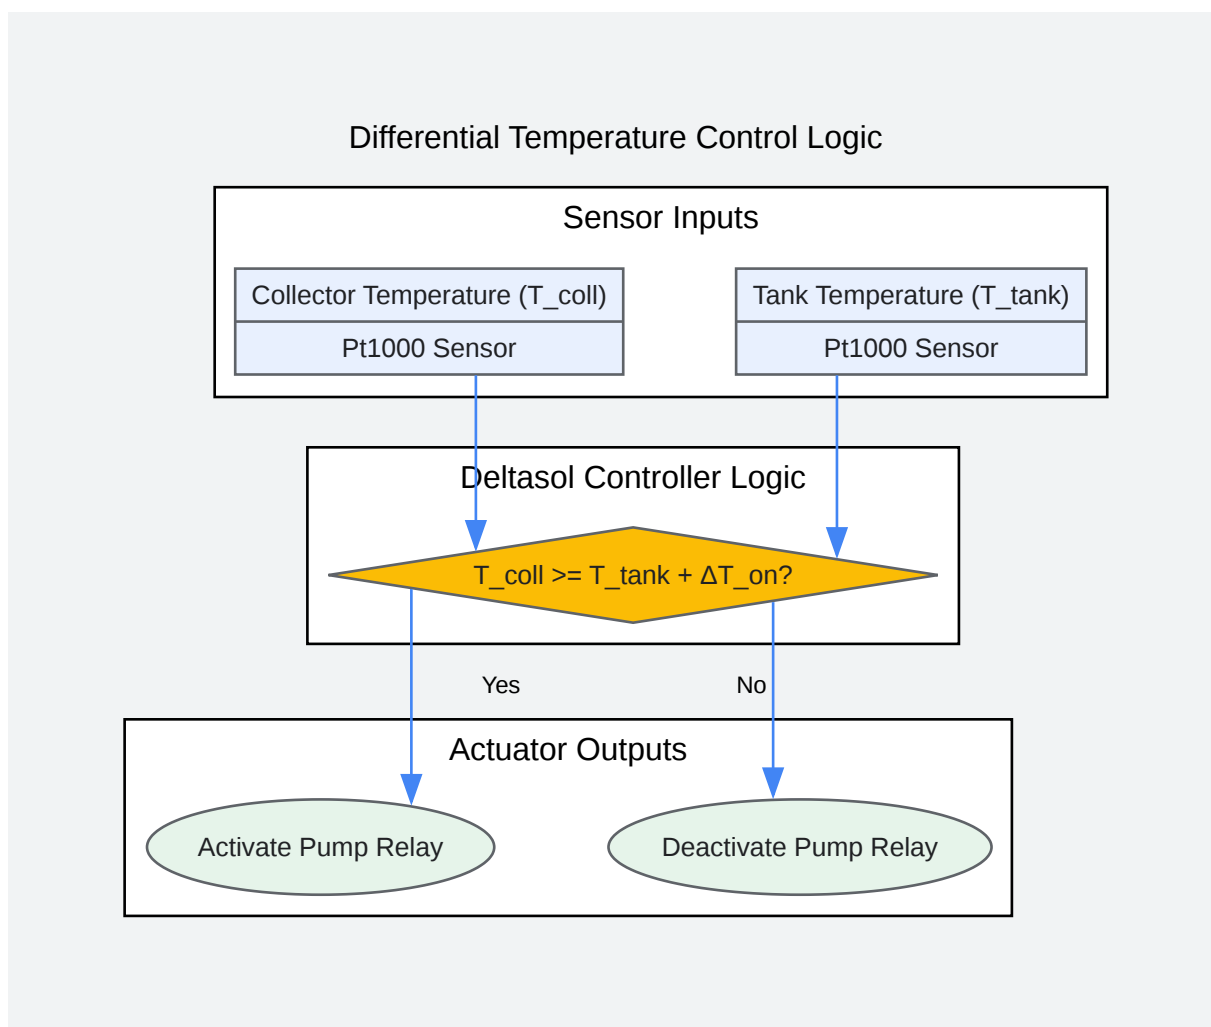 Differential Temperature Control Logic
Sensor Inputs
Collector Temperature (T_coll)
Pt1000 Sensor
Tank Temperature (T_tank)
Pt1000 Sensor
Deltasol Controller Logic
T_coll >= T_tank + ΔT_on?
Yes
No
Actuator Outputs
Activate Pump Relay
Deactivate Pump Relay